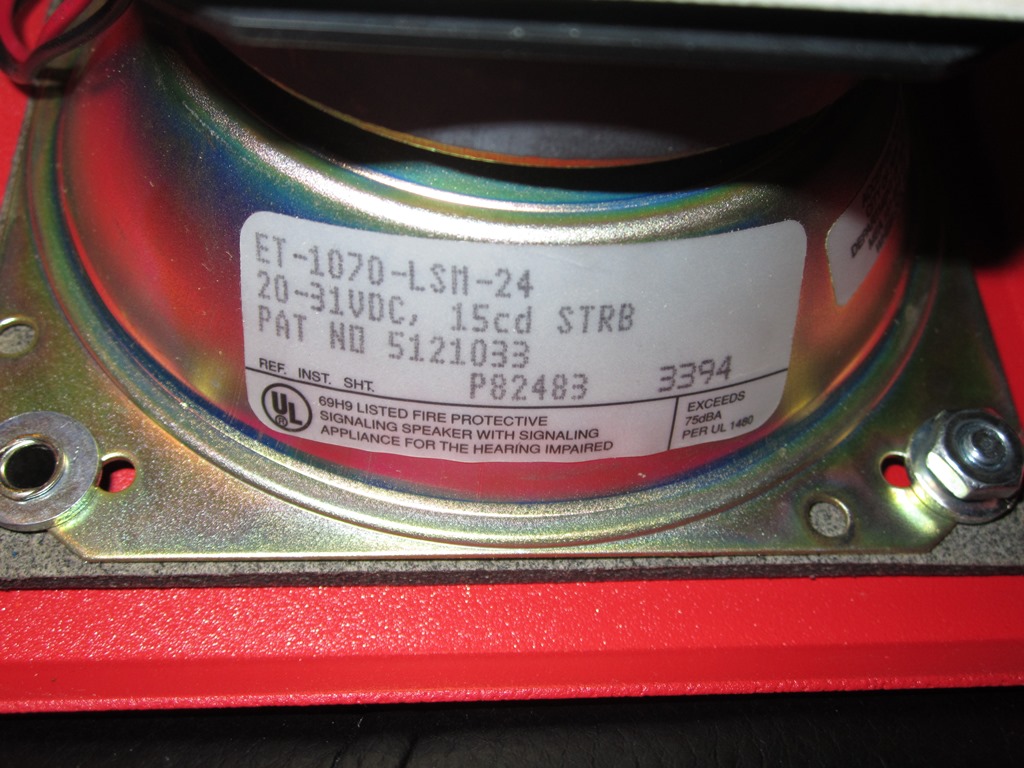 ET-1070-LSM-24
20-31VDC, 15cd STRB
PAT NO 5121033
REF. INST. SHT. P82483 3394
UL ®
69H9 LISTED FIRE PROTECTIVE
SIGNALING SPEAKER WITH SIGNALING
APPLIANCE FOR THE HEARING IMPAIRED
EXCEEDS
75dBA
PER UL 1480